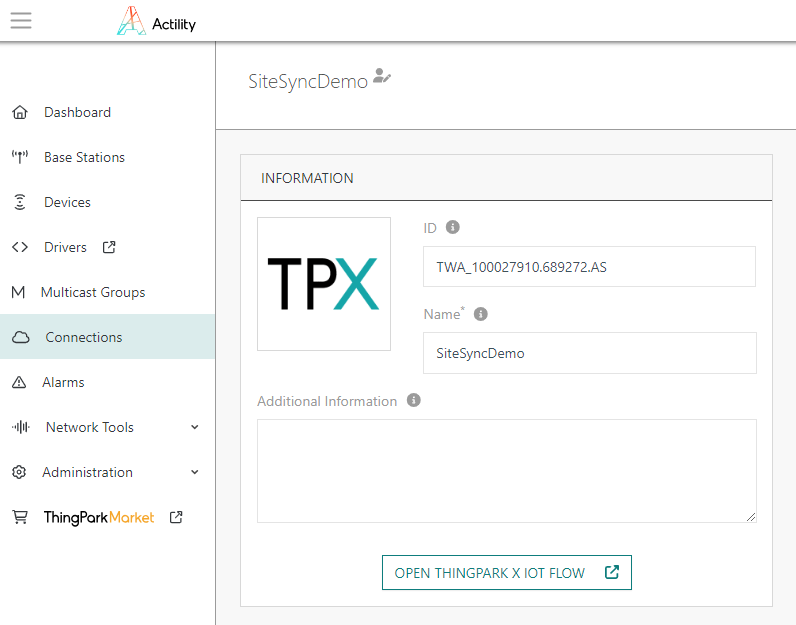 Actility
SiteSyncDemo
Dashboard
Base Stations
Devices
Drivers
Multicast Groups
Connections
Alarms
Network Tools
Administration
ThingParkMarket
INFORMATION
TPX
ID
TWA_100027910.689272.AS
Name*
SiteSyncDemo
Additional Information
OPEN THINGPARK X IOT FLOW